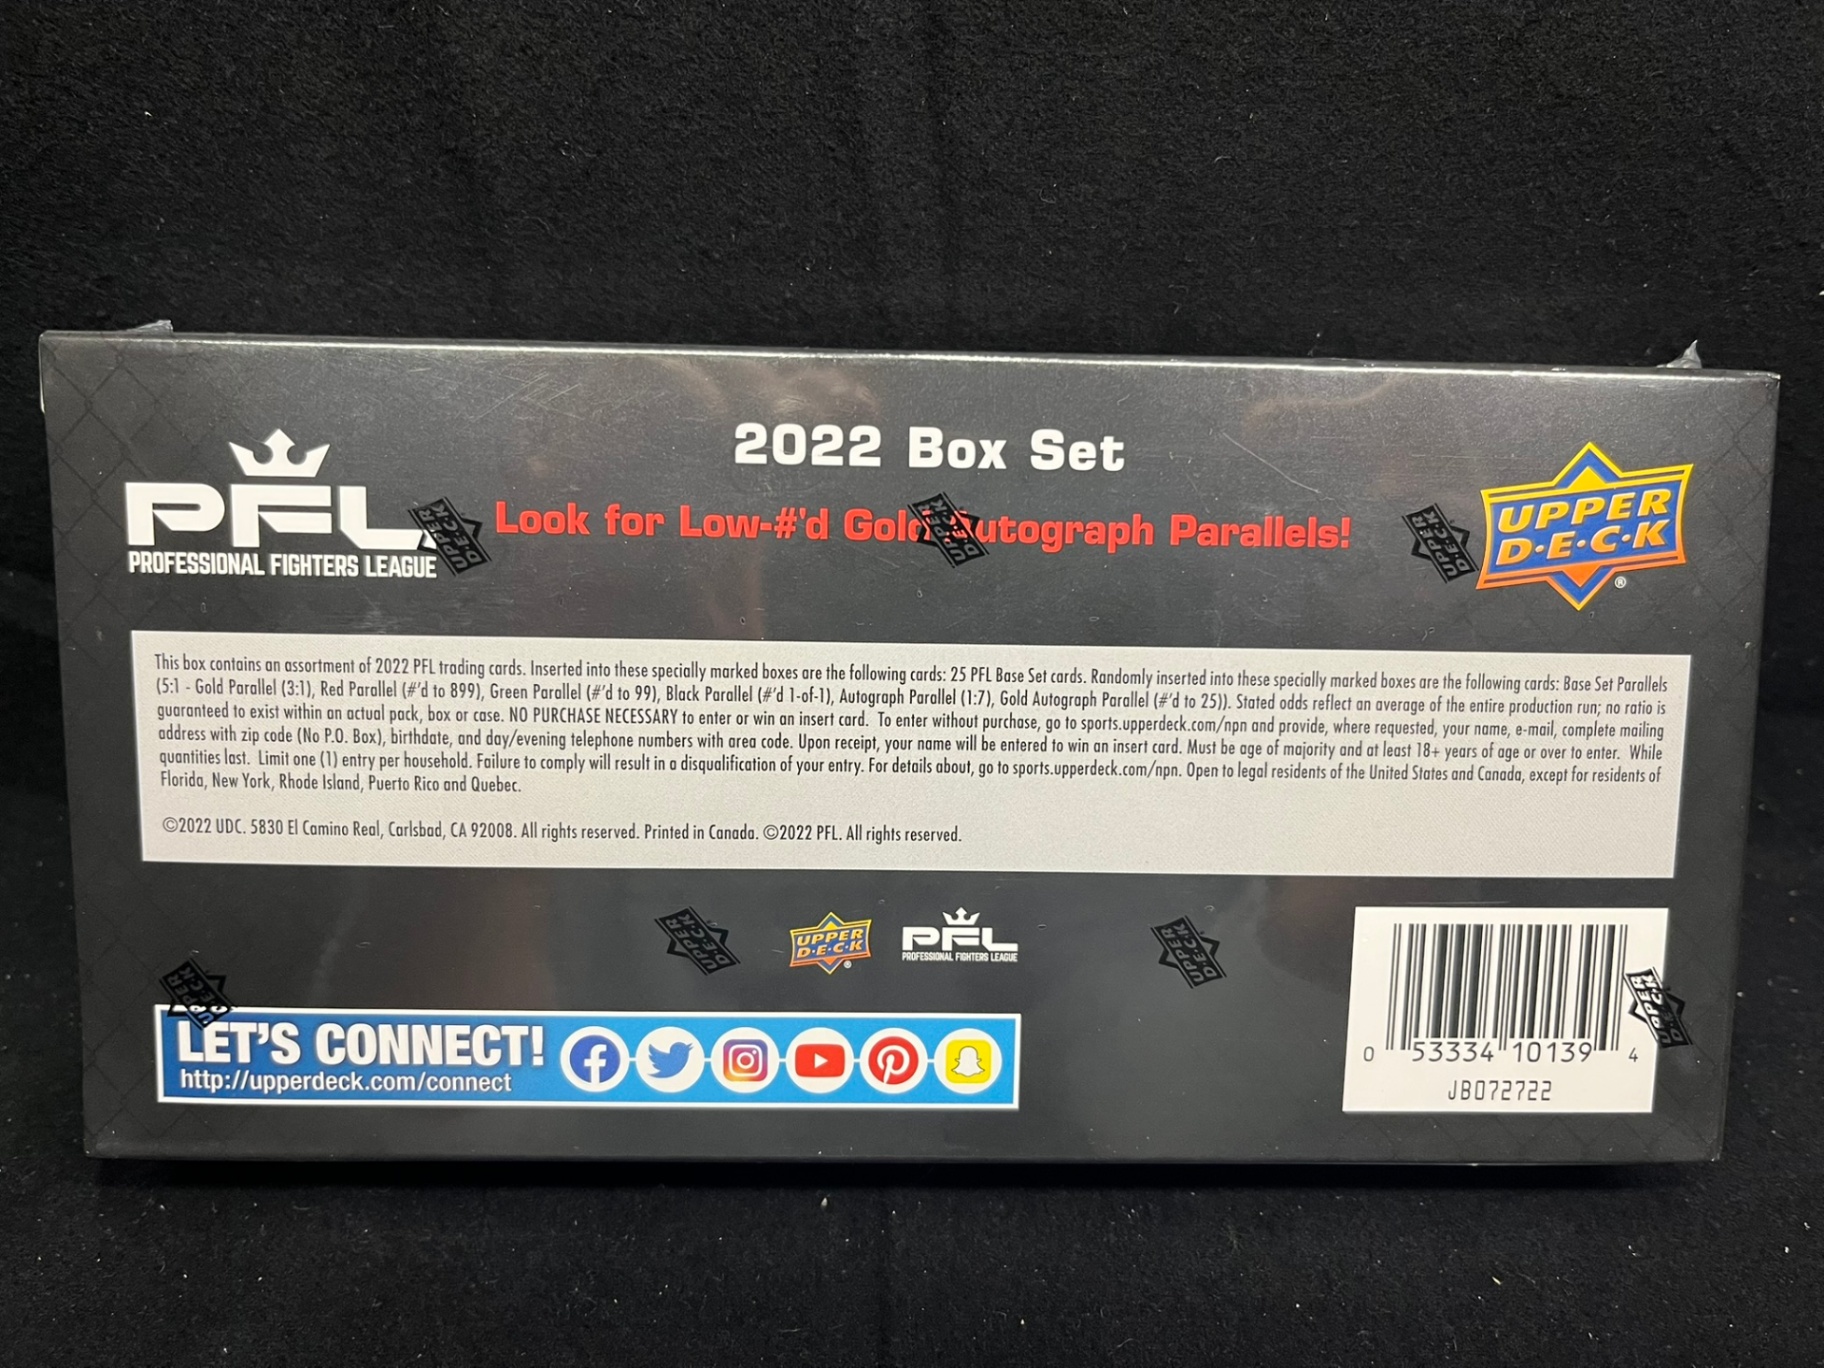 2022 Box Set
PFL
PROFESSIONAL FIGHTERS LEAGUE
Look for Low-#'d Gold Autograph Parallels!
UPPER
D·E·C·K
®
UPPER
D·E·C·K
UPPER
D·E·C·K
UPPER
D·E·C·K
This box contains an assortment of 2022 PFL trading cards. Inserted into these specially marked boxes are the following cards: 25 PFL Base Set cards. Randomly inserted into these specially marked boxes are the following cards: Base Set Parallels
(5:1 - Gold Parallel (3:1), Red Parallel (#'d to 899), Green Parallel (#'d to 99), Black Parallel (#'d 1-of-1), Autograph Parallel (1:7), Gold Autograph Parallel (#'d to 25)). Stated odds reflect an average of the entire production run; no ratio is
guaranteed to exist within an actual pack, box or case. NO PURCHASE NECESSARY to enter or win an insert card. To enter without purchase, go to sports.upperdeck.com/npn and provide, where requested, your name, e-mail, complete mailing
address with zip code (No P.O. Box), birthdate, and day/evening telephone numbers with area code. Upon receipt, your name will be entered to win an insert card. Must be age of majority and at least 18+ years of age or over to enter. While
quantities last. Limit one (1) entry per household. Failure to comply will result in a disqualification of your entry. For details about, go to sports.upperdeck.com/npn. Open to legal residents of the United States and Canada, except for residents of
Florida, New York, Rhode Island, Puerto Rico and Quebec.
©2022 UDC. 5830 El Camino Real, Carlsbad, CA 92008. All rights reserved. Printed in Canada. ©2022 PFL. All rights reserved.
UPPER
D·E·C·K
UPPER
D·E·C·K
®
PFL
PROFESSIONAL FIGHTERS LEAGUE
UPPER
D·E·C·K
UPPER
D·E·C·K
LET'S CONNECT!
http://upperdeck.com/connect
UPPER
D·E·C·K
0 53334 10139 4
JB072722